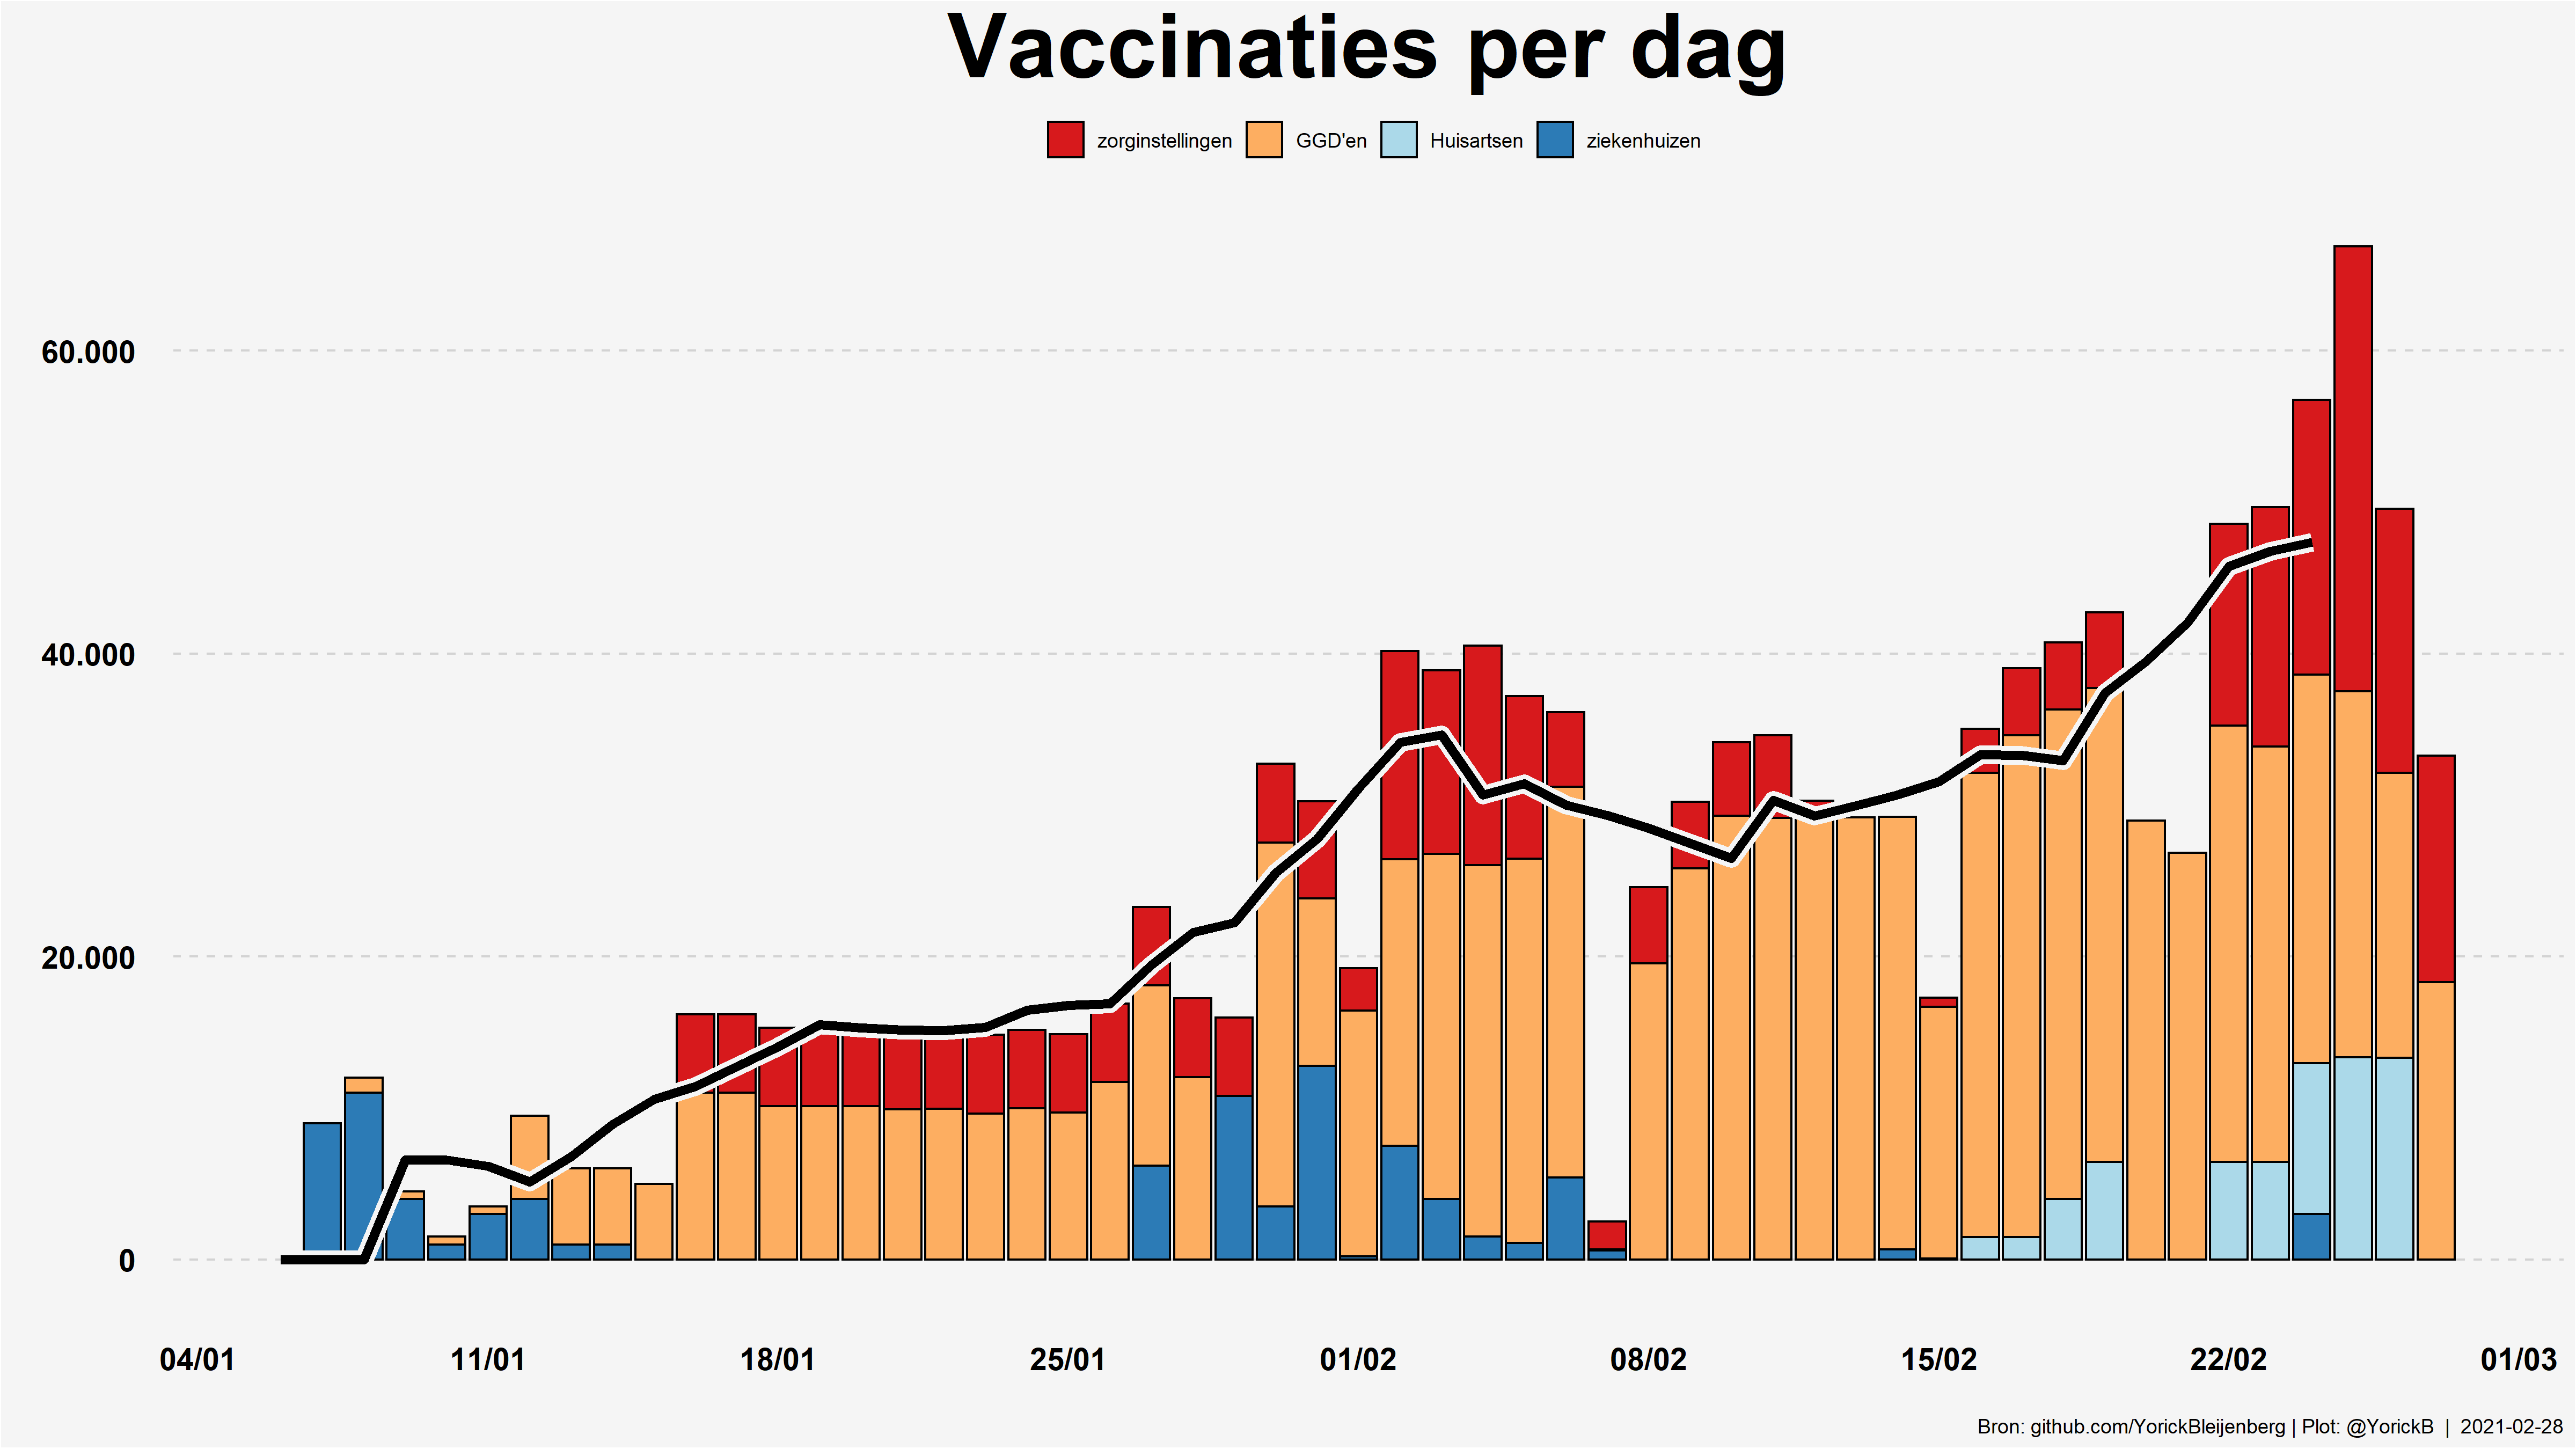 Vaccinaties per dag
zorginstellingen GGD'en Huisartsen ziekenhuizen
60.000
40.000
20.000
0
04/01 11/01 18/01 25/01 01/02 08/02 15/02 22/02 01/03
Bron: github.com/YorickBleijenberg | Plot: @YorickB | 2021-02-28